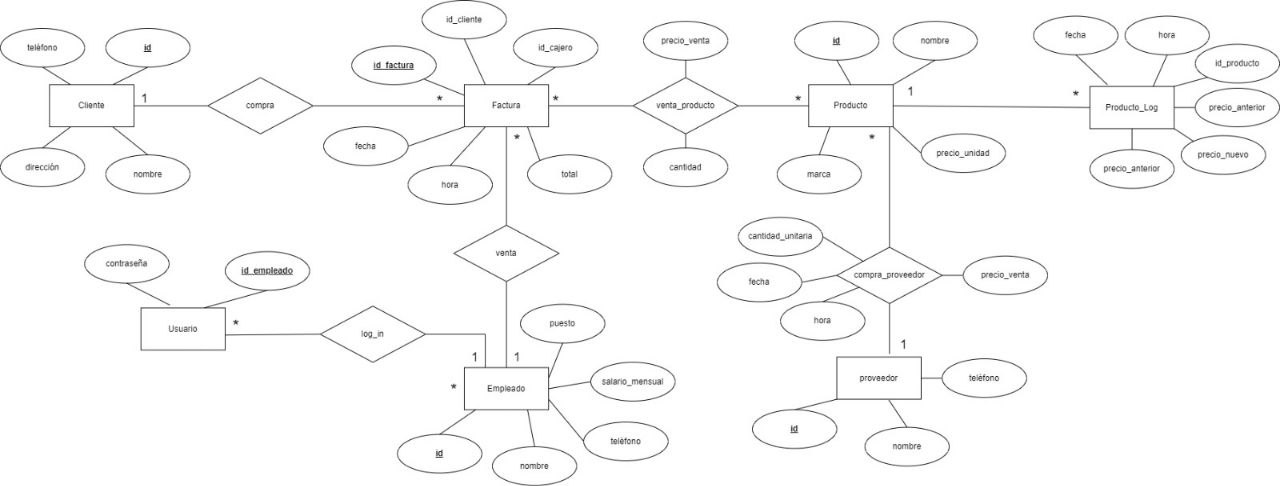 id_cliente
teléfono
id
id_factura
id_cajero
precio_venta
id
nombre
fecha
hora
id_producto
Cliente
1
compra
*
Factura
*
venta_producto
*
Producto
1
*
Producto_Log
precio_anterior
dirección
nombre
fecha
hora
*
total
cantidad
marca
*
precio_unidad
precio_anterior
precio_nuevo
contraseña
id_empleado
venta
cantidad_unitaria
fecha
hora
compra_proveedor
precio_venta
Usuario
*
log_in
1
1
puesto
*
Empleado
salario_mensual
teléfono
id
nombre
1
proveedor
teléfono
id
nombre